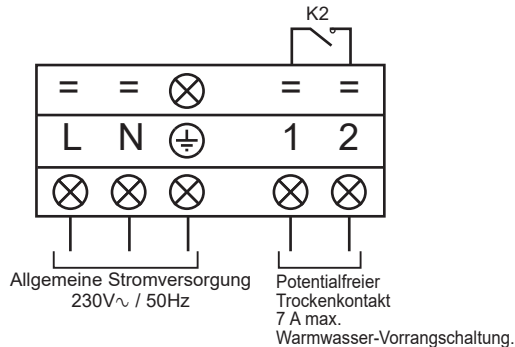 K2
= = = =
L N 1 2
Allgemeine Stromversorgung
230V∿ / 50Hz
Potentialfreier
Trockenkontakt
7 A max.
Warmwasser-Vorrangschaltung.